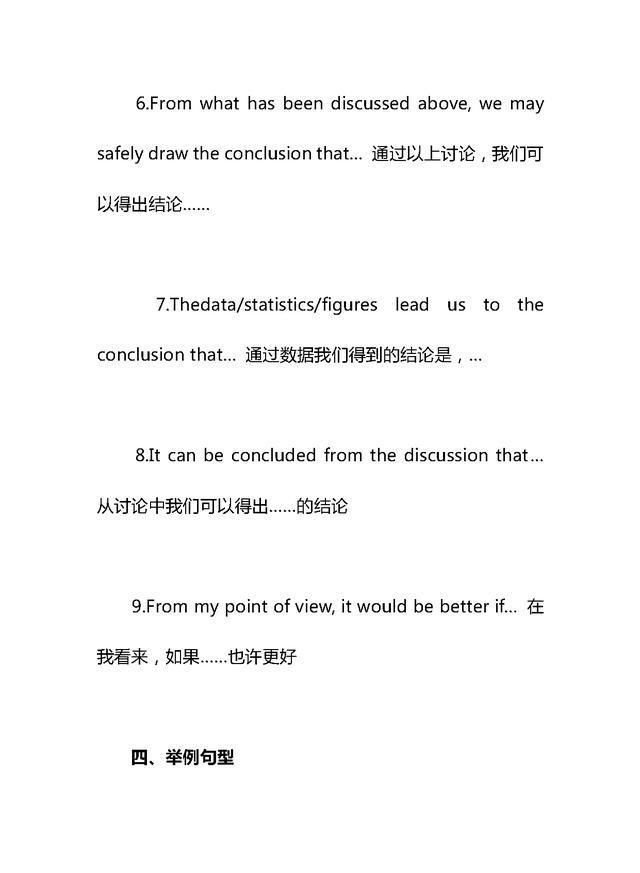 6.From what has been discussed above, we may
safely draw the conclusion that… 通过以上讨论，我们可
以得出结论……
7.Thedata/statistics/figures lead us to the
conclusion that… 通过数据我们得到的结论是，…
8.It can be concluded from the discussion that…
从讨论中我们可以得出……的结论
9.From my point of view, it would be better if… 在
我看来，如果……也许更好
四、举例句型